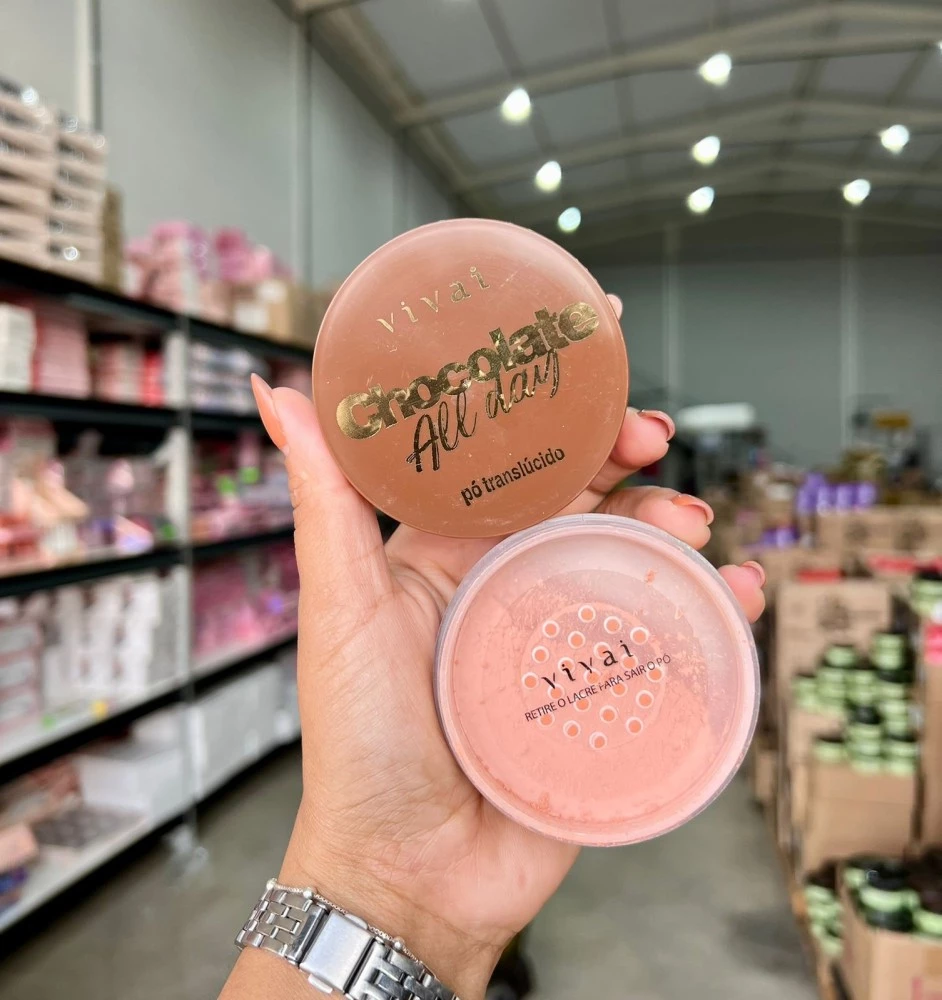 vivai
Chocolate
All day
pó translúcido
vivai
RETIRE O LACRE PARA SAIR O PÓ